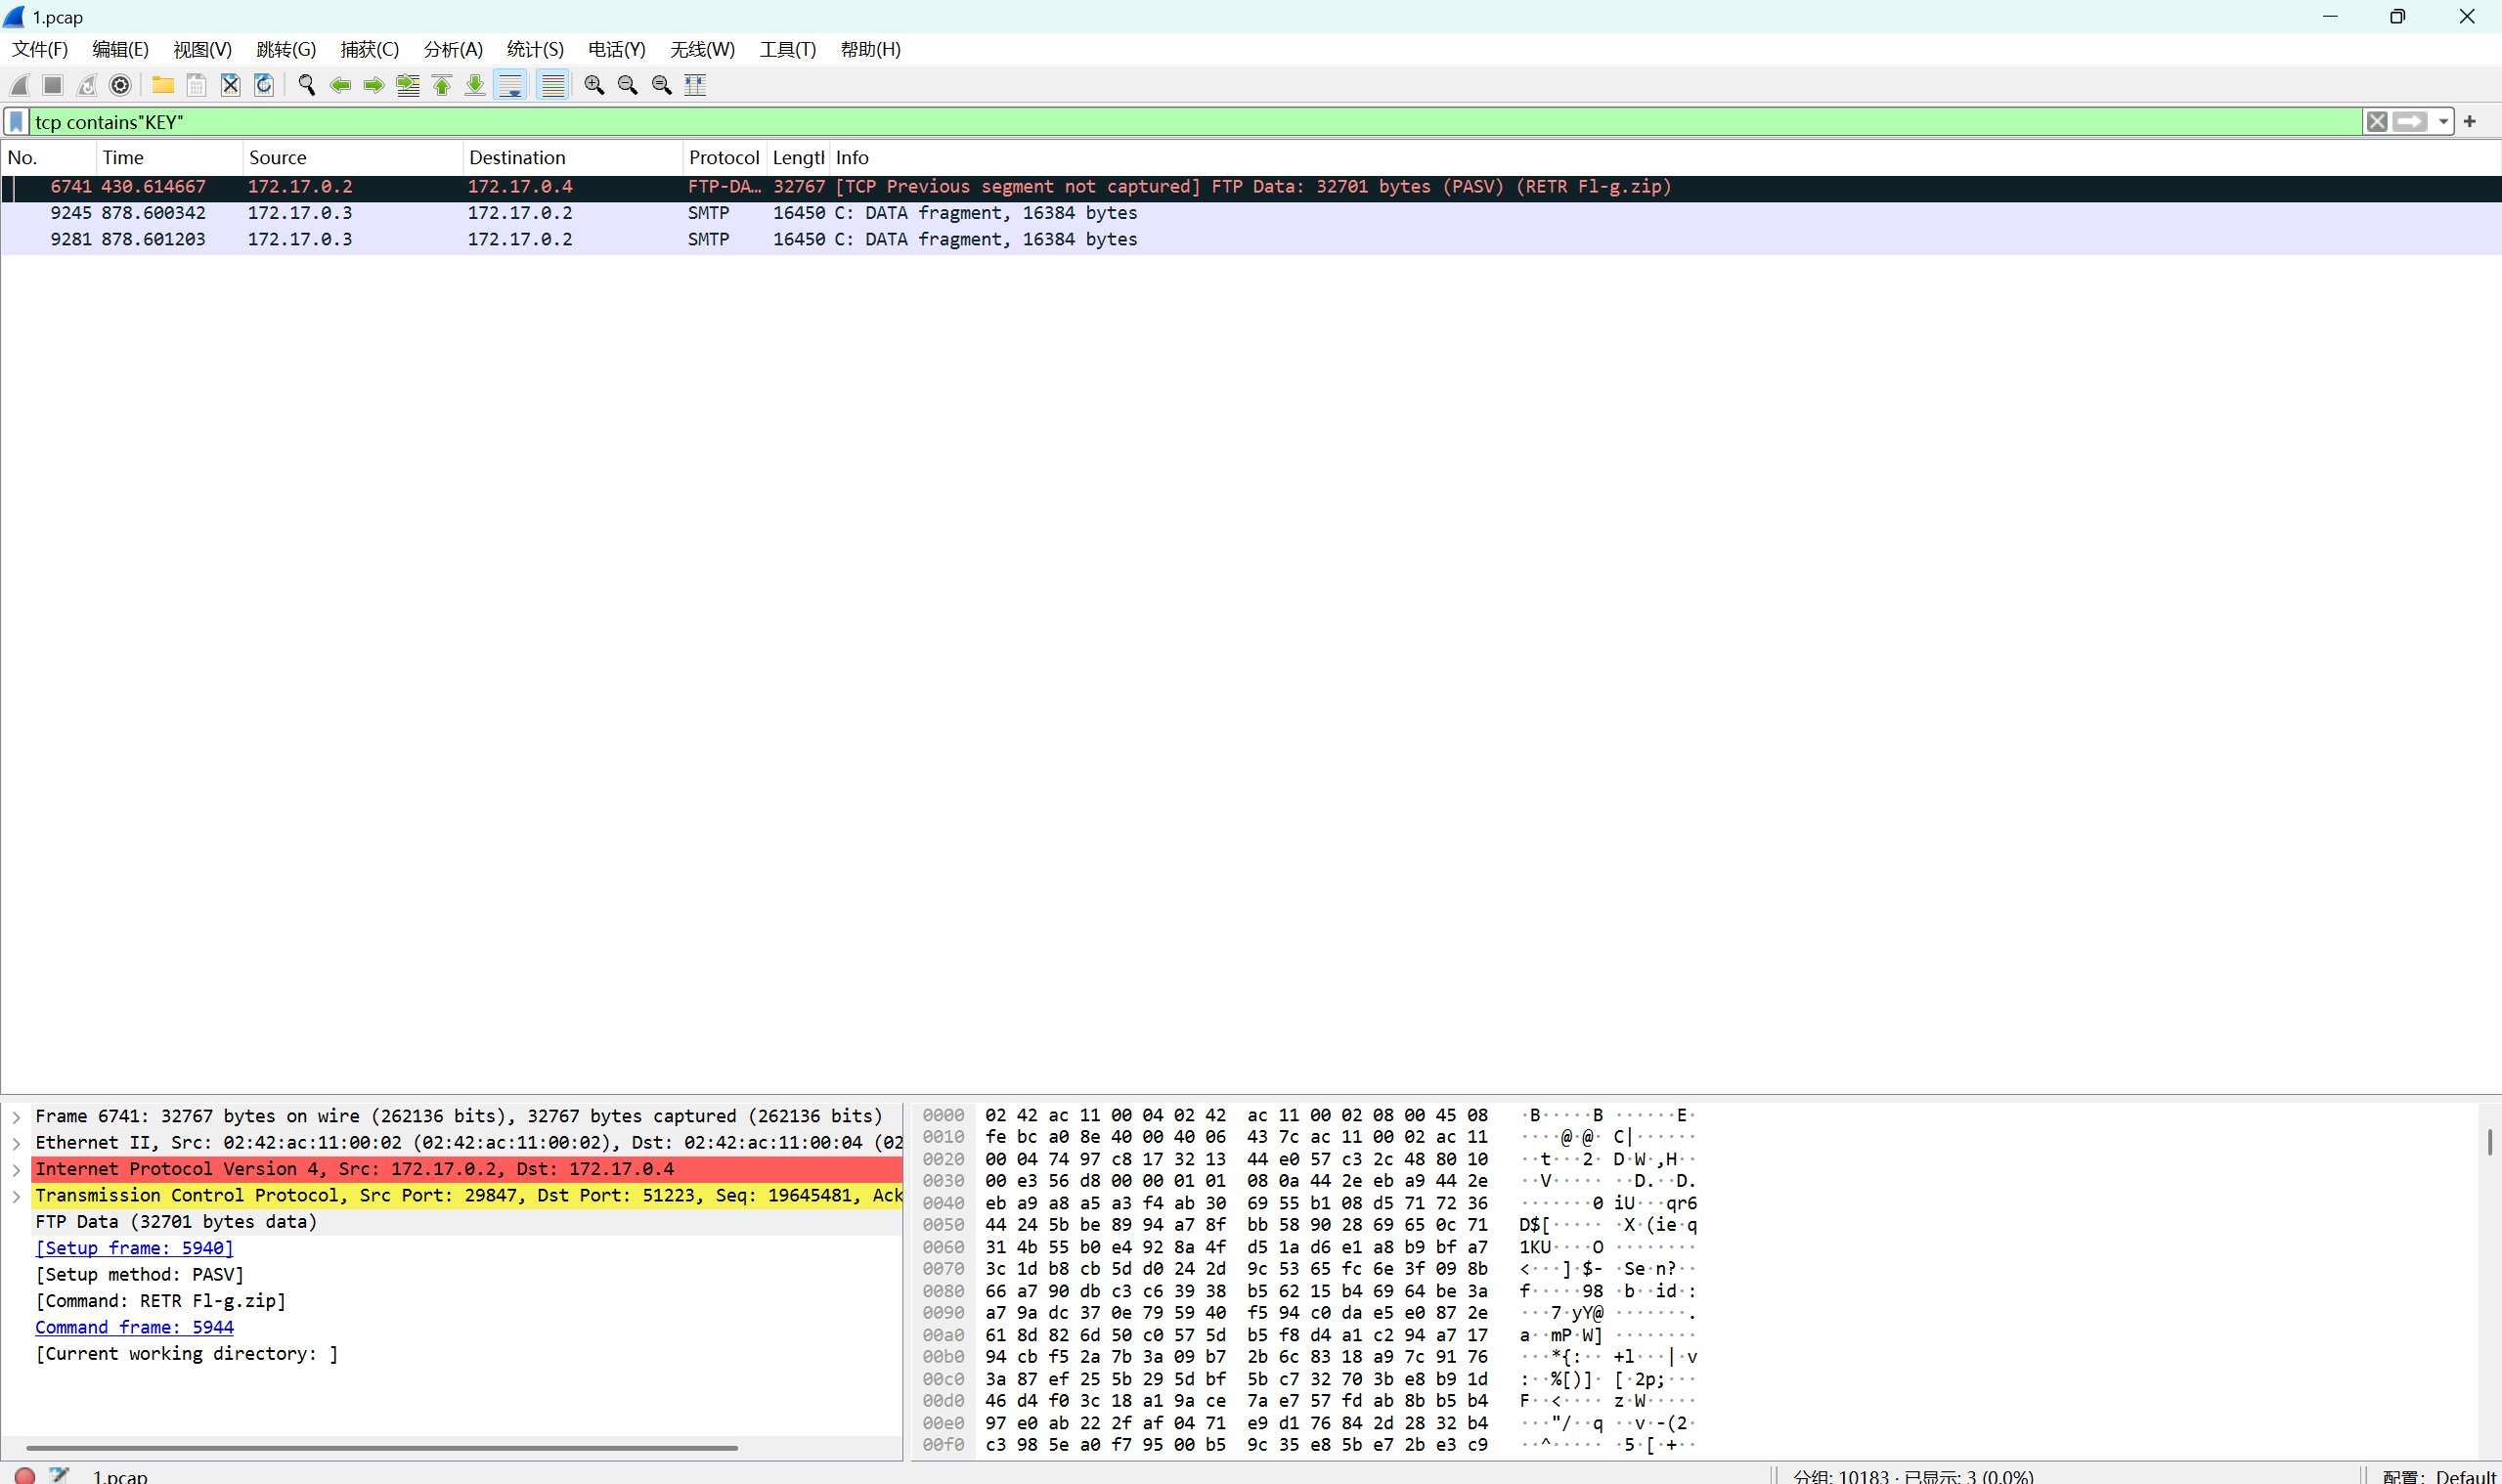 1.pcap
文件(F) 编辑(E) 视图(V) 跳转(G) 捕获(C) 分析(A) 统计(S) 电话(Y) 无线(W) 工具(T) 帮助(H)
tcp contains"KEY"
No. Time Source Destination Protocol Lengtl Info
6741 430.614667 172.17.0.2 172.17.0.4 FTP-DA… 32767 [TCP Previous segment not captured] FTP Data: 32701 bytes (PASV) (RETR Fl-g.zip)
9245 878.600342 172.17.0.3 172.17.0.2 SMTP 16450 C: DATA fragment, 16384 bytes
9281 878.601203 172.17.0.3 172.17.0.2 SMTP 16450 C: DATA fragment, 16384 bytes
Frame 6741: 32767 bytes on wire (262136 bits), 32767 bytes captured (262136 bits)
Ethernet II, Src: 02:42:ac:11:00:02 (02:42:ac:11:00:02), Dst: 02:42:ac:11:00:04 (02
Internet Protocol Version 4, Src: 172.17.0.2, Dst: 172.17.0.4
Transmission Control Protocol, Src Port: 29847, Dst Port: 51223, Seq: 19645481, Ack
FTP Data (32701 bytes data)
[Setup frame: 5940]
[Setup method: PASV]
[Command: RETR Fl-g.zip]
Command frame: 5944
[Current working directory: ]
0000 02 42 ac 11 00 04 02 42 ac 11 00 02 08 00 45 08 ·B·····B ······E·
0010 fe bc a0 8e 40 00 40 06 43 7c ac 11 00 02 ac 11 ····@·@· C|······
0020 00 04 74 97 c8 17 32 13 44 e0 57 c3 2c 48 80 10 ··t···2· D·W·,H··
0030 00 e3 56 d8 00 00 01 01 08 0a 44 2e eb a9 44 2e ··V····· ··D.··D.
0040 eb a9 a8 a5 a3 f4 ab 30 69 55 b1 08 d5 71 72 36 ·······0 iU···qr6
0050 44 24 5b be 89 94 a7 8f bb 58 90 28 69 65 0c 71 D$[····· ·X·(ie·q
0060 31 4b 55 b0 e4 92 8a 4f d5 1a d6 e1 a8 b9 bf a7 1KU····O ········
0070 3c 1d b8 cb 5d d0 24 2d 9c 53 65 fc 6e 3f 09 8b <···]·$- ·Se·n?··
0080 66 a7 90 db c3 c6 39 38 b5 62 15 b4 69 64 be 3a f·····98 ·b··id·:
0090 a7 9a dc 37 0e 79 59 40 f5 94 c0 da e5 e0 87 2e ···7·yY@ ·······.
00a0 61 8d 82 6d 50 c0 57 5d b5 f8 d4 a1 c2 94 a7 17 a··mP·W] ········
00b0 94 cb f5 2a 7b 3a 09 b7 2b 6c 83 18 a9 7c 91 76 ···*{:·· +l···|·v
00c0 3a 87 ef 25 5b 29 5d bf 5b c7 32 70 3b e8 b9 1d :··%[)]· [·2p;···
00d0 46 d4 f0 3c 18 a1 9a ce 7a e7 57 fd ab 8b b5 b4 F··<···· z·W·····
00e0 97 e0 ab 22 2f af 04 71 e9 d1 76 84 2d 28 32 b4 ···"/··q ··v·-(2·
00f0 c3 98 5e a0 f7 95 00 b5 9c 35 e8 5b e7 2b e3 c9 ··^····· ·5·[·+··
1.pcap 分组: 10183 · 已显示: 3 (0.0%) 配置: Default